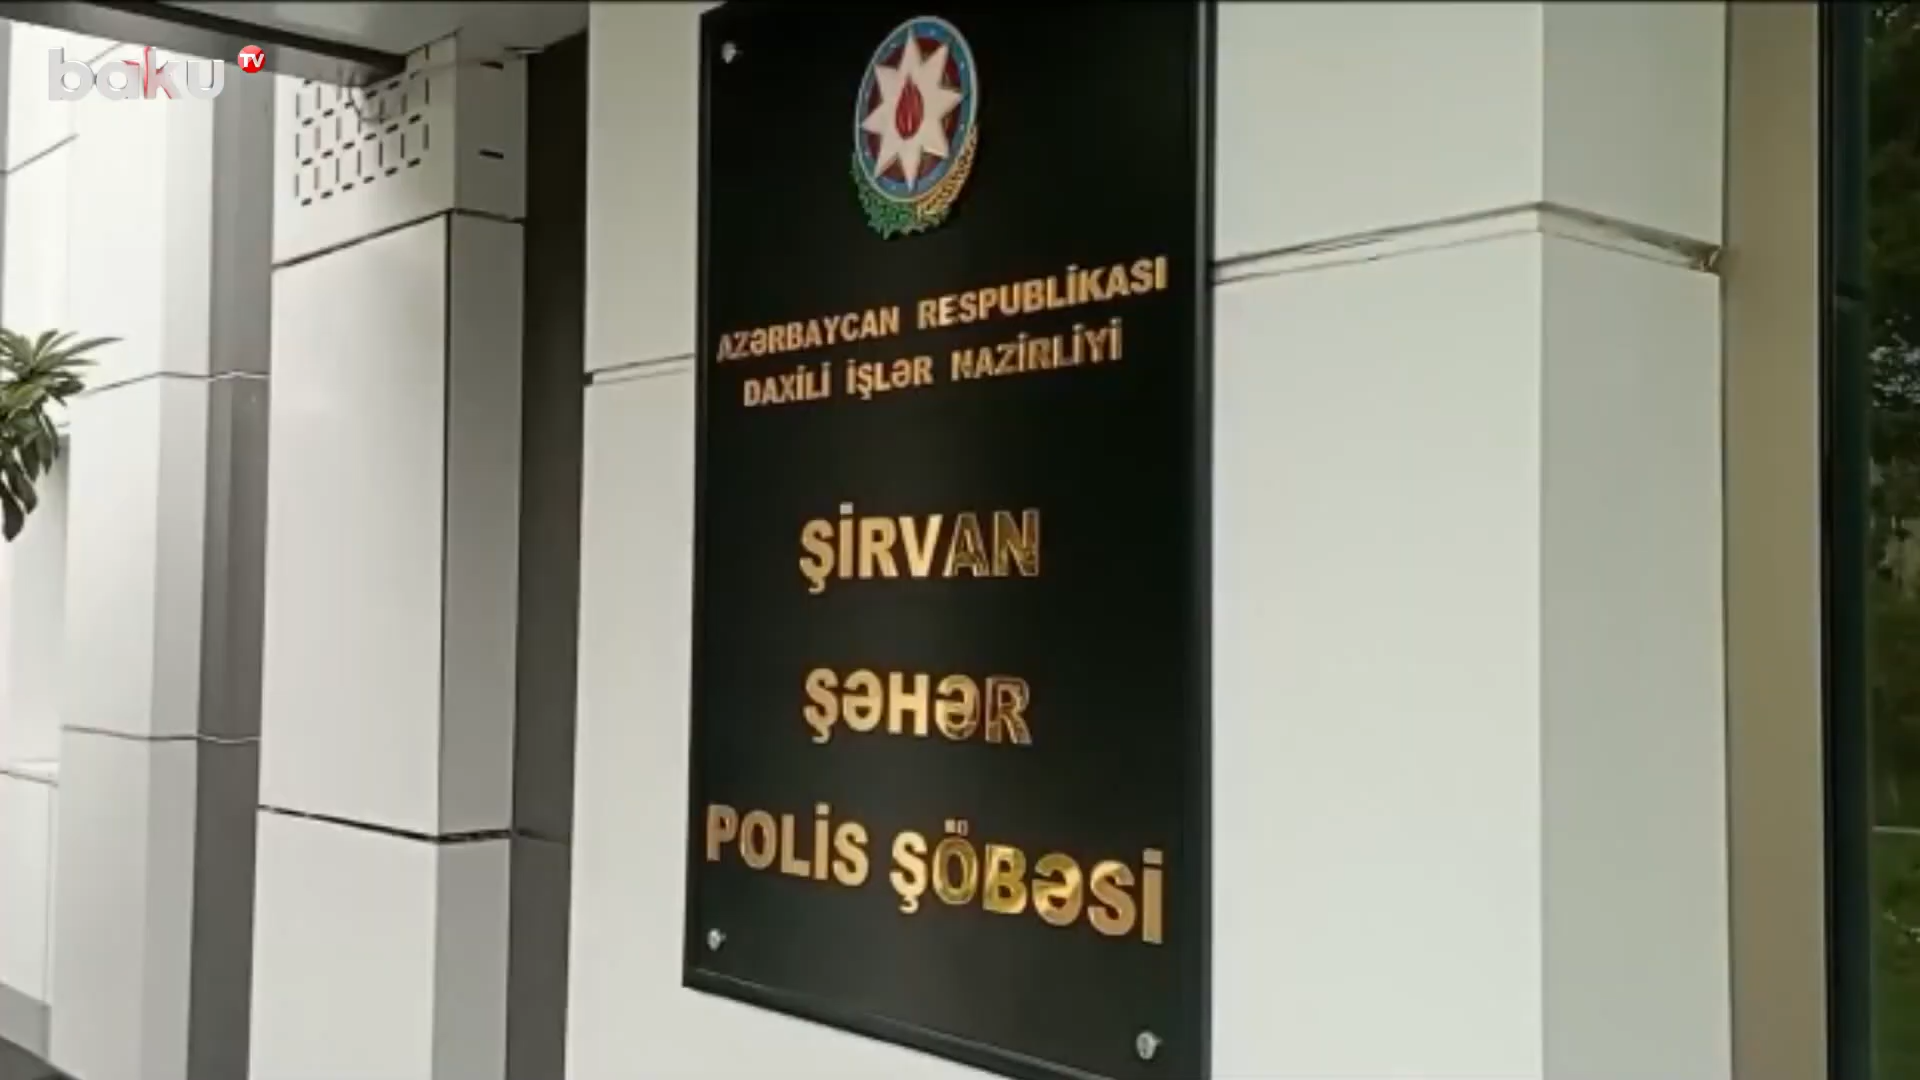 baku TV
AZƏRBAYCAN RESPUBLİKASI
DAXİLİ İŞLƏR NAZİRLİYİ
ŞİRVAN
ŞƏHƏR
POLİS ŞÖBƏSİ